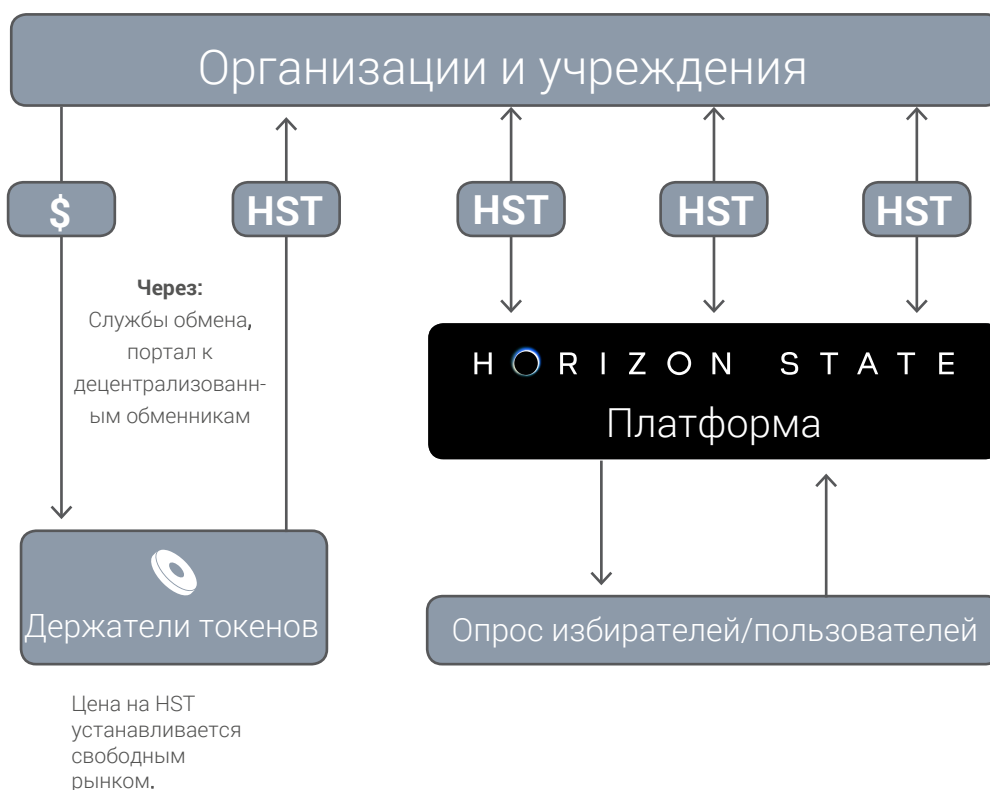 Организации и учреждения
$
HST
HST
HST
HST
Через:
Службы обмена,
портал к
децентрализованн-
ым обменникам
HORIZON STATE
Платформа
Держатели токенов
Опрос избирателей/пользователей
Цена на HST
устанавливается
свободным
рынком.